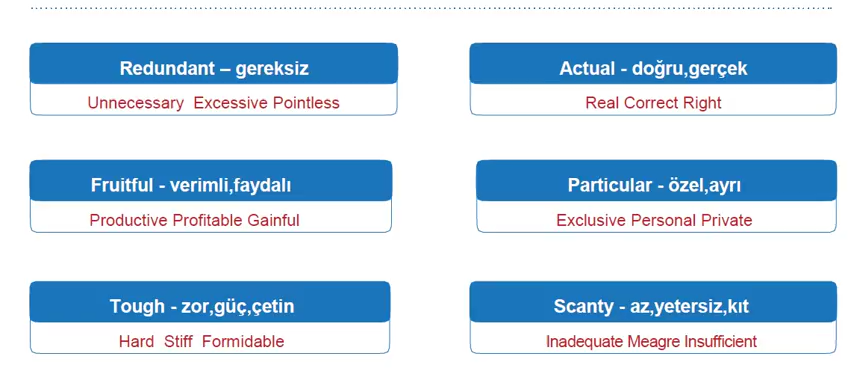 Redundant – gereksiz
Unnecessary Excessive Pointless
Actual - doğru,gerçek
Real Correct Right
Fruitful - verimli,faydalı
Productive Profitable Gainful
Particular - özel,ayrı
Exclusive Personal Private
Tough - zor,güç,çetin
Hard Stiff Formidable
Scanty - az,yetersiz,kıt
Inadequate Meagre Insufficient